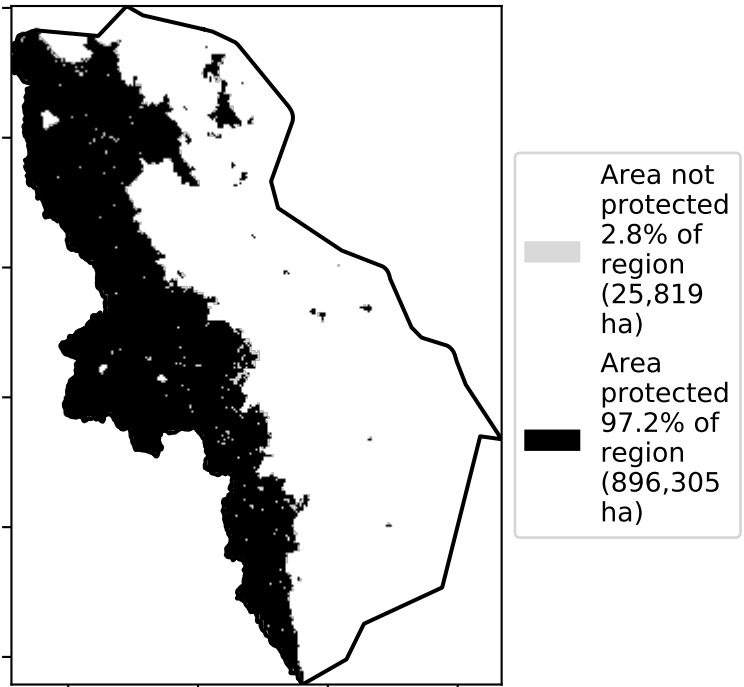 Area not
protected
2.8% of
region
(25,819
ha)
Area
protected
97.2% of
region
(896,305
ha)